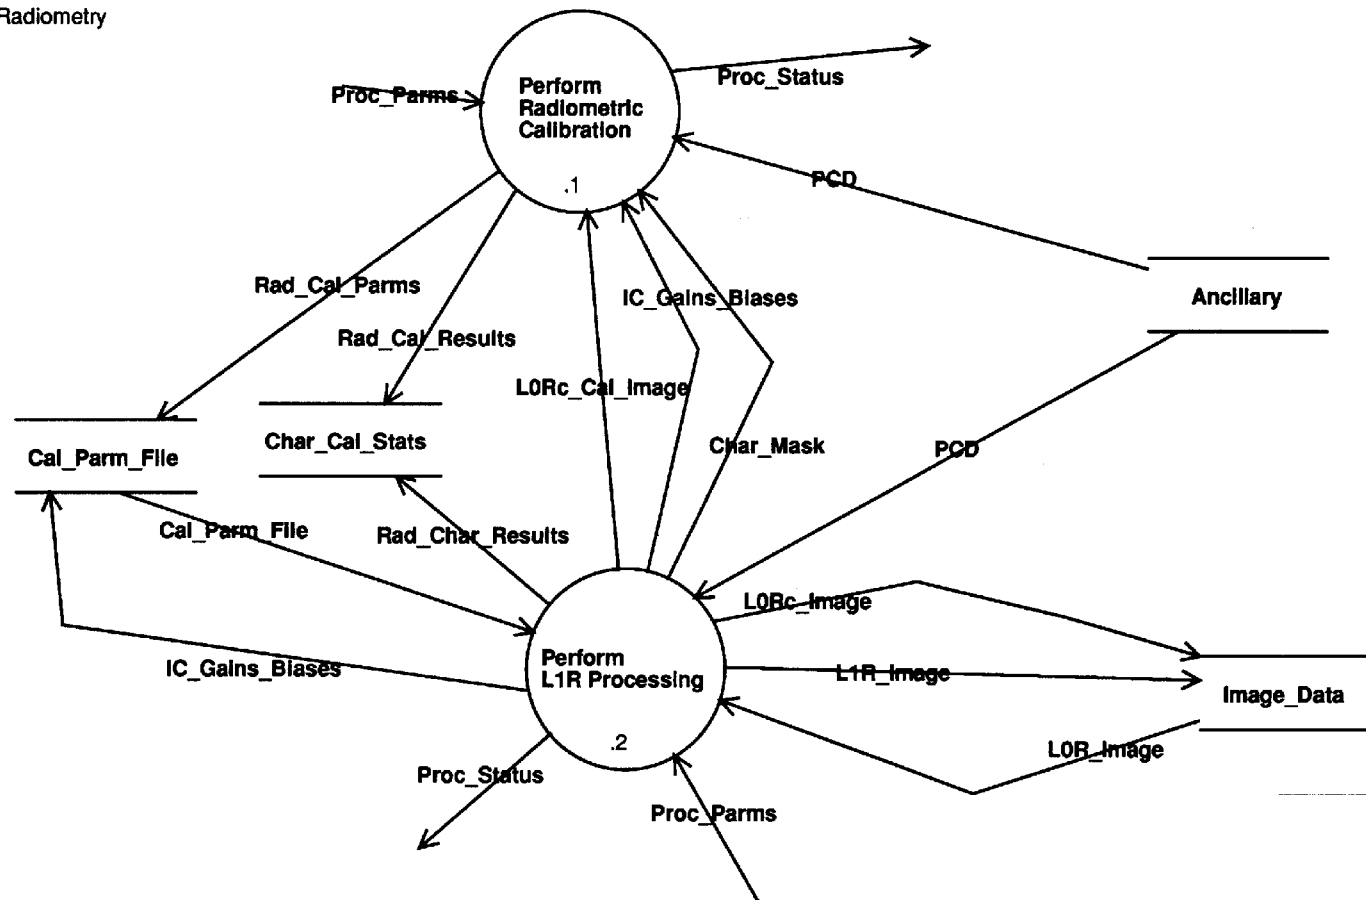 Radiometry
Proc_Parms
Perform
Radiometric
Calibration
.1
Proc_Status
PCD
Rad_Cal_Parms
IC_Gains_Biases
Ancillary
Rad_Cal_Results
L0Rc_Cal_Image
Char_Cal_Stats
Cal_Parm_File
Char_Mask
PCD
Cal_Parm_File
Rad_Char_Results
L0Rc_Image
IC_Gains_Biases
Perform
L1R Processing
.2
L1R_Image
Image_Data
L0R_Image
Proc_Status
Proc_Parms